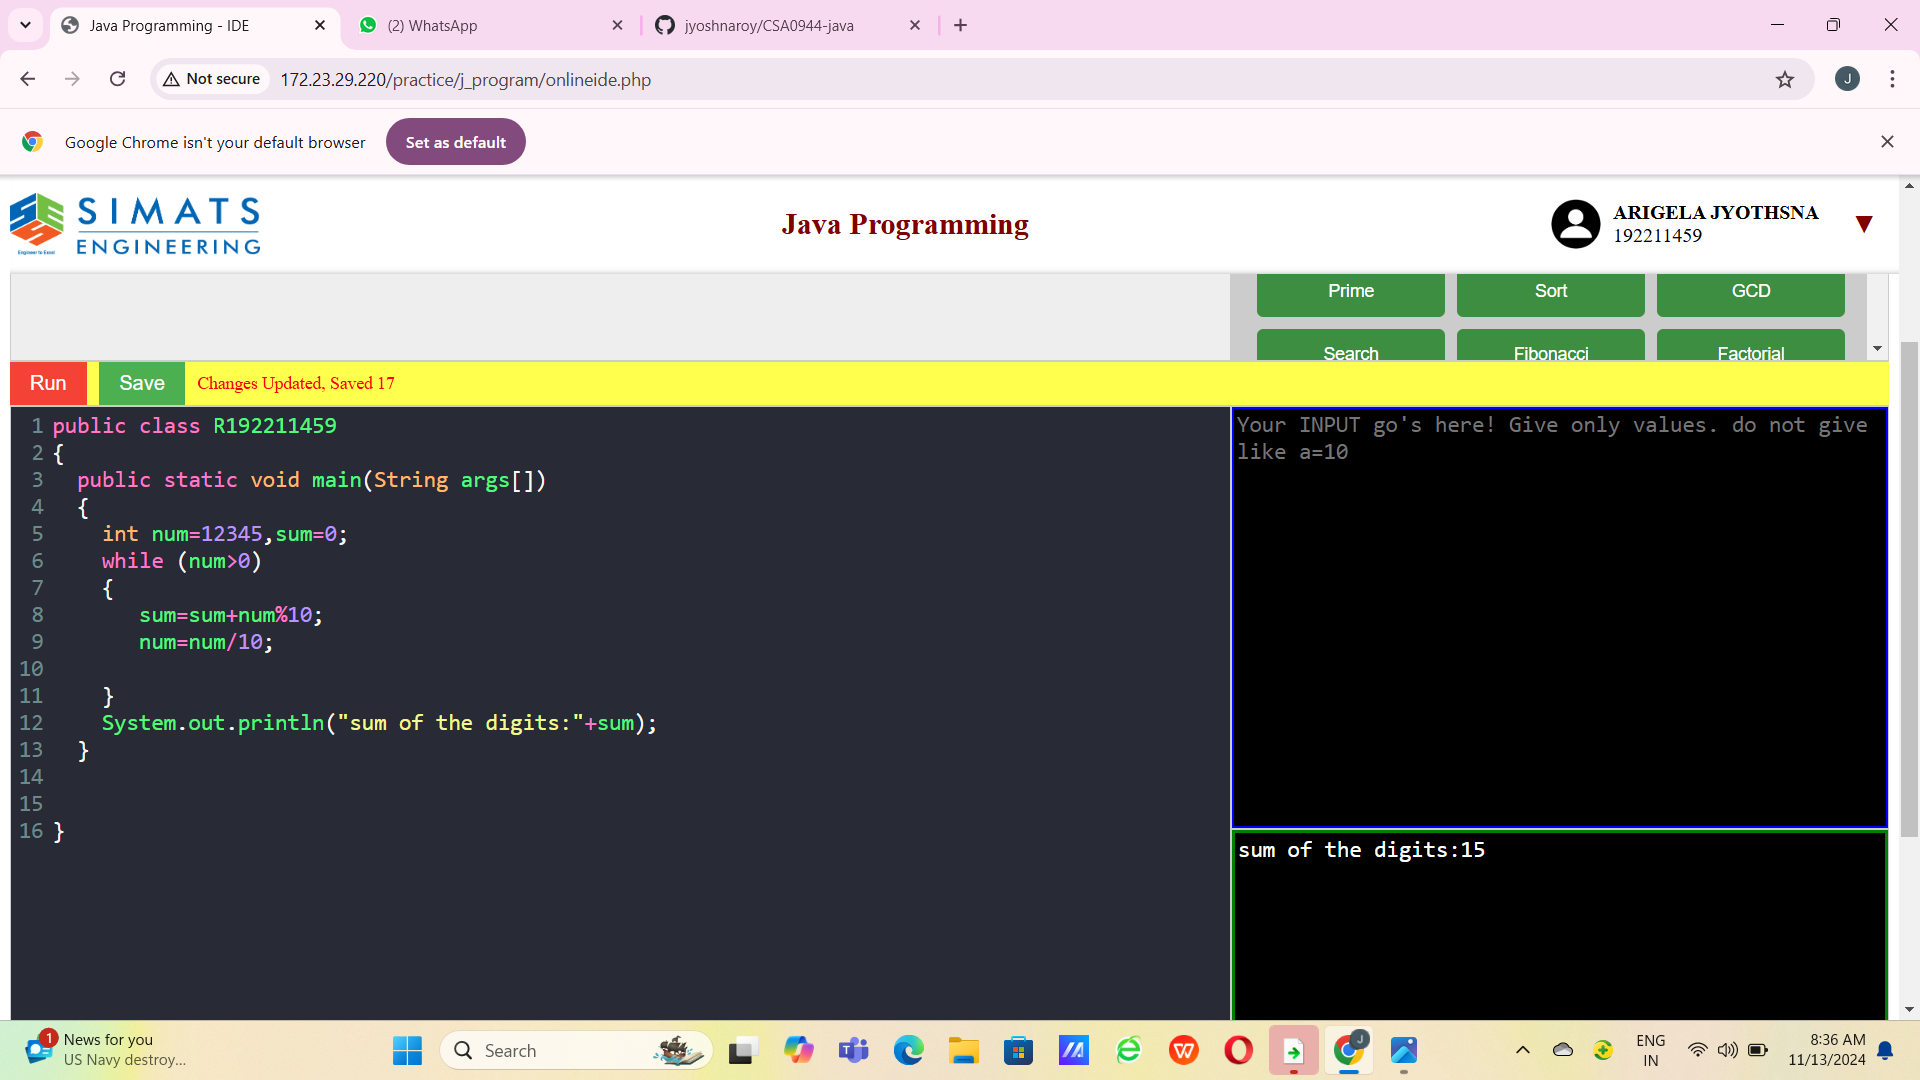 Java Programming - IDE
(2) WhatsApp
jyoshnaroy/CSA0944-java
Not secure
172.23.29.220/practice/j_program/onlineide.php
J
Google Chrome isn't your default browser
Set as default
SIMATS
ENGINEERING
Engineer to Excel
Java Programming
ARIGELA JYOTHSNA
192211459
Prime
Sort
GCD
Search
Fibonacci
Factorial
Run
Save
Changes Updated, Saved 17
1 public class R192211459
2 {
3 public static void main(String args[])
4 {
5 int num=12345,sum=0;
6 while (num>0)
7 {
8 sum=sum+num%10;
9 num=num/10;
10
11 }
12 System.out.println("sum of the digits:"+sum);
13 }
14
15
16 }
Your INPUT go's here! Give only values. do not give
like a=10
sum of the digits:15
1
News for you
US Navy destroy...
Search
J
ENG
IN
8:36 AM
11/13/2024